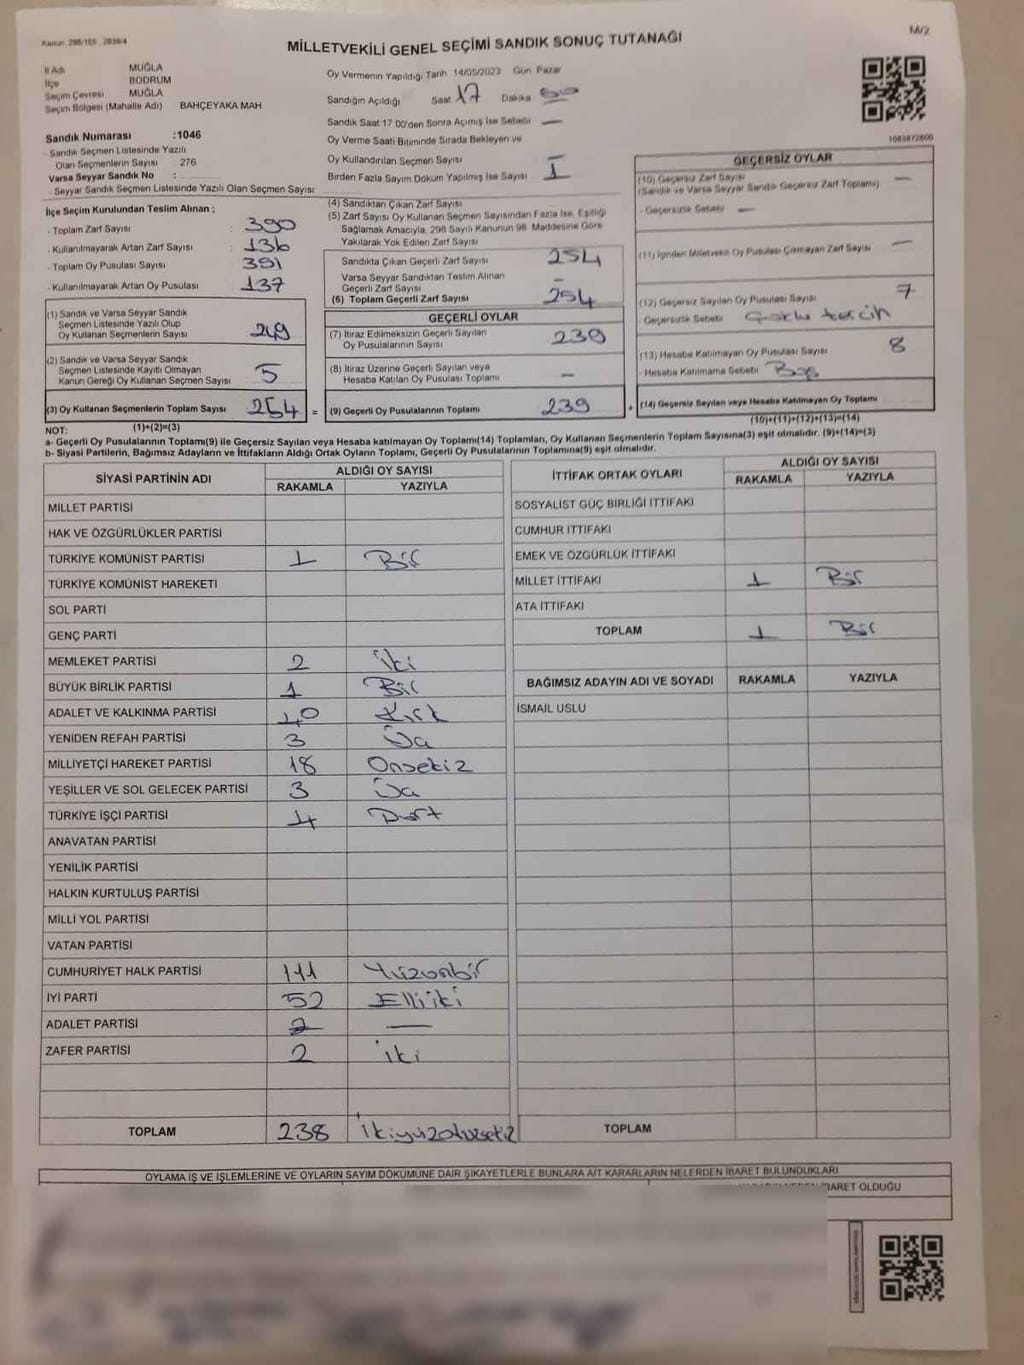 Kanun 298/105 2839/4
M/2
MİLLETVEKİLİ GENEL SEÇİMİ SANDIK SONUÇ TUTANAĞI
İl Adı MUĞLA
İlçe BODRUM
Seçim Çevresi MUĞLA
Seçim Bölgesi (Mahalle Adı) BAHÇEYAKA MAH
Oy Vermenin Yapıldığı Tarih 14/05/2023 Gün Pazar
Sandığın Açıldığı Saat 17 Dakika
Sandık Saat 17:00'den Sonra Açımış İse Sebebi —
Oy Verme Saati Bitiminde Sırada Bekleyen ve
Oy Kullandırılan Seçmen Sayısı
Birden Fazla Sayım Döküm Yapılmış İse Sayısı 1
Sandık Numarası :1046
- Sandık Seçmen Listesinde Yazılı
Olan Seçmenlerin Sayısı : 276
Varsa Seyyar Sandık No :
- Seyyar Sandık Seçmen Listesinde Yazılı Olan Seçmen Sayısı
İlçe Seçim Kurulundan Teslim Alınan ;
- Toplam Zarf Sayısı : 390
- Kullanılmayarak Artan Zarf Sayısı : 136
- Toplam Oy Pusulası Sayısı : 391
- Kullanılmayarak Artan Oy Pusulası : 137
(1) Sandık ve Varsa Seyyar Sandık
Seçmen Listesinde Yazılı Olup
Oy Kullanan Seçmenlerin Sayısı 249
(2) Sandık ve Varsa Seyyar Sandık
Seçmen Listesinde Kayıtlı Olmayan
Kanun Gereği Oy Kullanan Seçmen Sayısı 5
(3) Oy Kullanan Seçmenlerin Toplam Sayısı 254 =
(1)+(2)=(3)
(4) Sandıktan Çıkan Zarf Sayısı
(5) Zarf Sayısı Oy Kullanan Seçmen Sayısından Fazla İse, Eşitliği
Sağlamak Amacıyla, 298 Sayılı Kanunun 98. Maddesine Göre
Yakılarak Yok Edilen Zarf Sayısı
Sandıkta Çıkan Geçerli Zarf Sayısı 254
Varsa Seyyar Sandıktan Teslim Alınan
Geçerli Zarf Sayısı —
(6) Toplam Geçerli Zarf Sayısı 254
GEÇERLİ OYLAR
(7) İtiraz Edilmeksizin Geçerli Sayılan
Oy Pusulalarının Sayısı 239
(8) İtiraz Üzerine Geçerli Sayılan veya
Hesaba Katılan Oy Pusulası Toplamı —
(9) Geçerli Oy Pusulalarının Toplamı 239 +
GEÇERSİZ OYLAR
(10) Geçersiz Zarf Sayısı —
(Sandık ve Varsa Seyyar Sandık Geçersiz Zarf Toplamı)
- Geçersizlik Sebebi —
(11) İçinden Milletvekili Oy Pusulası Çıkmayan Zarf Sayısı —
(12) Geçersiz Sayılan Oy Pusulası Sayısı 7
- Geçersizlik Sebebi Çoklu tercih
(13) Hesaba Katılmayan Oy Pusulası Sayısı 8
- Hesaba Katılmama Sebebi Boş
(14) Geçersiz Sayılan veya Hesaba Katılmayan Oy Toplamı
(10)+(11)+(12)+(13)=(14)
NOT:
a- Geçerli Oy Pusulalarının Toplamı(9) ile Geçersiz Sayılan veya Hesaba katılmayan Oy Toplamı(14) Toplamları, Oy Kullanan Seçmenlerin Toplam Sayısına(3) eşit olmalıdır. (9)+(14)=(3)
b- Siyasi Partilerin, Bağımsız Adayların ve İttifakların Aldığı Ortak Oyların Toplamı, Geçerli Oy Pusulalarının Toplamına(9) eşit olmalıdır.
SİYASİ PARTİNİN ADI ALDIĞI OY SAYISI
RAKAMLA YAZIYLA
MİLLET PARTİSİ
HAK VE ÖZGÜRLÜKLER PARTİSİ
TÜRKİYE KOMÜNİST PARTİSİ 1 Bir
TÜRKİYE KOMÜNİST HAREKETİ
SOL PARTİ
GENÇ PARTİ
MEMLEKET PARTİSİ 2 iki
BÜYÜK BİRLİK PARTİSİ 1 Bir
ADALET VE KALKINMA PARTİSİ 40 Kırk
YENİDEN REFAH PARTİSİ 3 Üç
MİLLİYETÇİ HAREKET PARTİSİ 18 Onsekiz
YEŞİLLER VE SOL GELECEK PARTİSİ 3 Üç
TÜRKİYE İŞÇİ PARTİSİ 4 Dört
ANAVATAN PARTİSİ
YENİLİK PARTİSİ
HALKIN KURTULUŞ PARTİSİ
MİLLİ YOL PARTİSİ
VATAN PARTİSİ
CUMHURİYET HALK PARTİSİ 111 Yüzonbir
İYİ PARTİ 52 Elliiki
ADALET PARTİSİ —
ZAFER PARTİSİ 2 iki
TOPLAM 238 ikiyüzotuzsekiz
İTTİFAK ORTAK OYLARI ALDIĞI OY SAYISI
RAKAMLA YAZIYLA
SOSYALİST GÜÇ BİRLİĞİ İTTİFAKI
CUMHUR İTTİFAKI
EMEK VE ÖZGÜRLÜK İTTİFAKI
MİLLET İTTİFAKI 1 Bir
ATA İTTİFAKI
TOPLAM 1 Bir
BAĞIMSIZ ADAYIN ADI VE SOYADI RAKAMLA YAZIYLA
İSMAİL USLU
TOPLAM
OYLAMA İŞ VE İŞLEMLERİNE VE OYLARIN SAYIM DÖKÜMÜNE DAİR ŞİKAYETLERLE BUNLARA AİT KARARLARIN NELERDEN İBARET BULUNDUKLARI
İBARET OLDUĞU